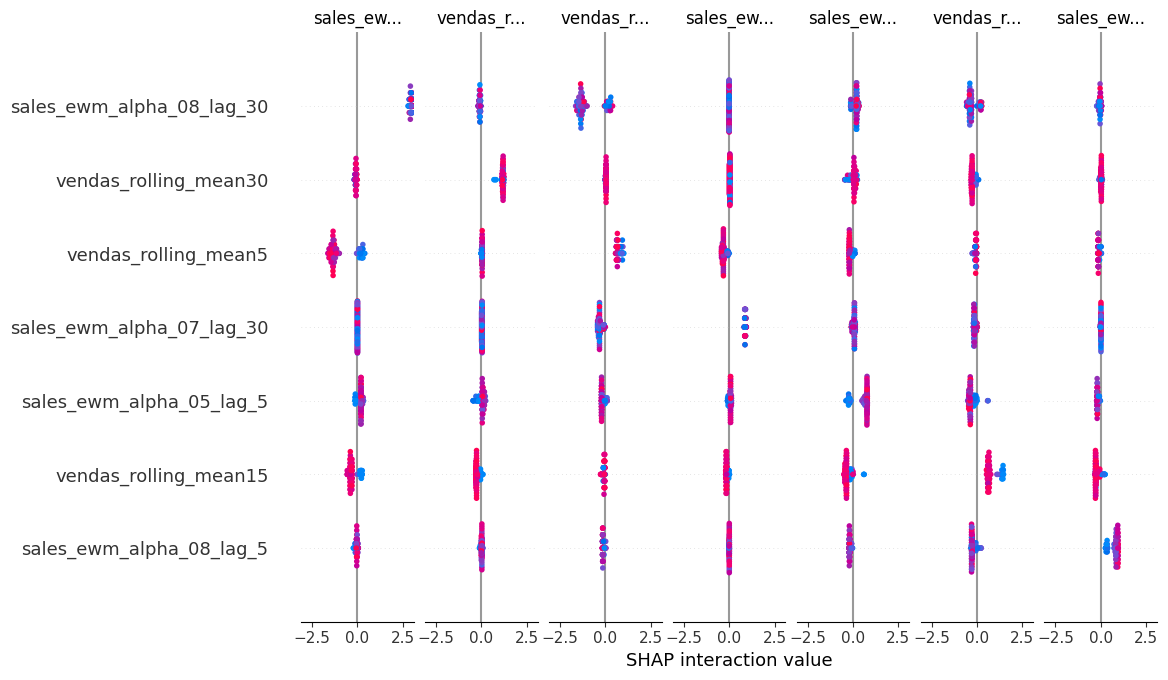 sales_ew... vendas_r... vendas_r... sales_ew... sales_ew... vendas_r... sales_ew...
sales_ewm_alpha_08_lag_30
vendas_rolling_mean30
vendas_rolling_mean5
sales_ewm_alpha_07_lag_30
sales_ewm_alpha_05_lag_5
vendas_rolling_mean15
sales_ewm_alpha_08_lag_5
−2.5 0.0 2.5 −2.5 0.0 2.5 −2.5 0.0 2.5 −2.5 0.0 2.5 −2.5 0.0 2.5 −2.5 0.0 2.5 −2.5 0.0 2.5
SHAP interaction value